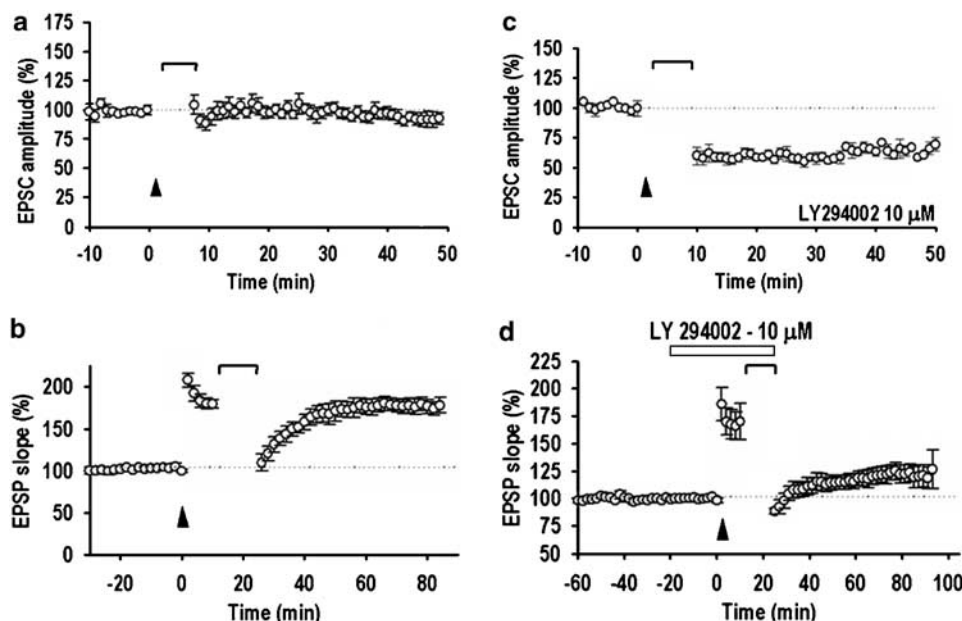 a
175
150
125
100
75
50
25
0
EPSC amplitude (%)
-10 0 10 20 30 40 50
Time (min)
c
150
125
100
75
50
25
0
EPSC amplitude (%)
LY294002 10 μM
-10 0 10 20 30 40 50
Time (min)
b
200
150
100
50
0
EPSP slope (%)
-20 0 20 40 60 80
Time (min)
d
LY 294002 - 10 μM
225
200
175
150
125
100
75
50
EPSP slope (%)
-60 -40 -20 0 20 40 60 80 100
Time (min)